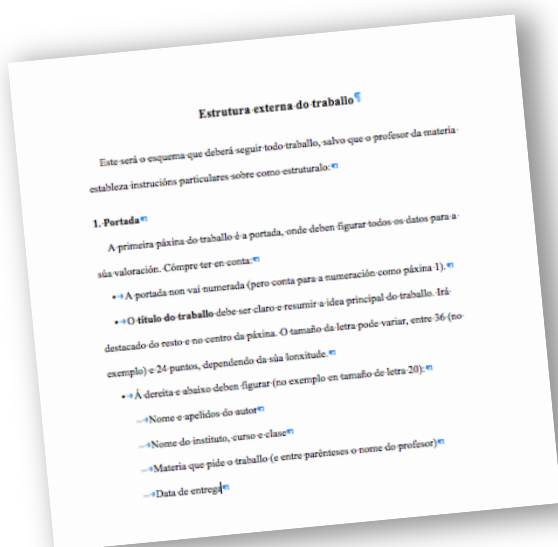 Estrutura externa do traballo
Este será o esquema que deberá seguir todo traballo, salvo que o profesor da materia
estableza instrucións particulares sobre como estruturalo:
1. Portada
A primeira páxina do traballo é a portada, onde deben figurar todos os datos para a
súa valoración. Cómpre ter en conta:
• A portada non vai numerada (pero conta para a numeración como páxina 1).
• O título do traballo debe ser claro e resumir a idea principal do traballo. Irá
destacado do resto e no centro da páxina. O tamaño da letra pode variar, entre 36 (no
exemplo) e 24 puntos, dependendo da súa lonxitude.
• Á dereita e abaixo deben figurar (no exemplo en tamaño de letra 20):
– Nome e apelidos do autor
– Nome do instituto, curso e clase
– Materia que pide o traballo (e entre parénteses o nome do profesor)
– Data de entrega